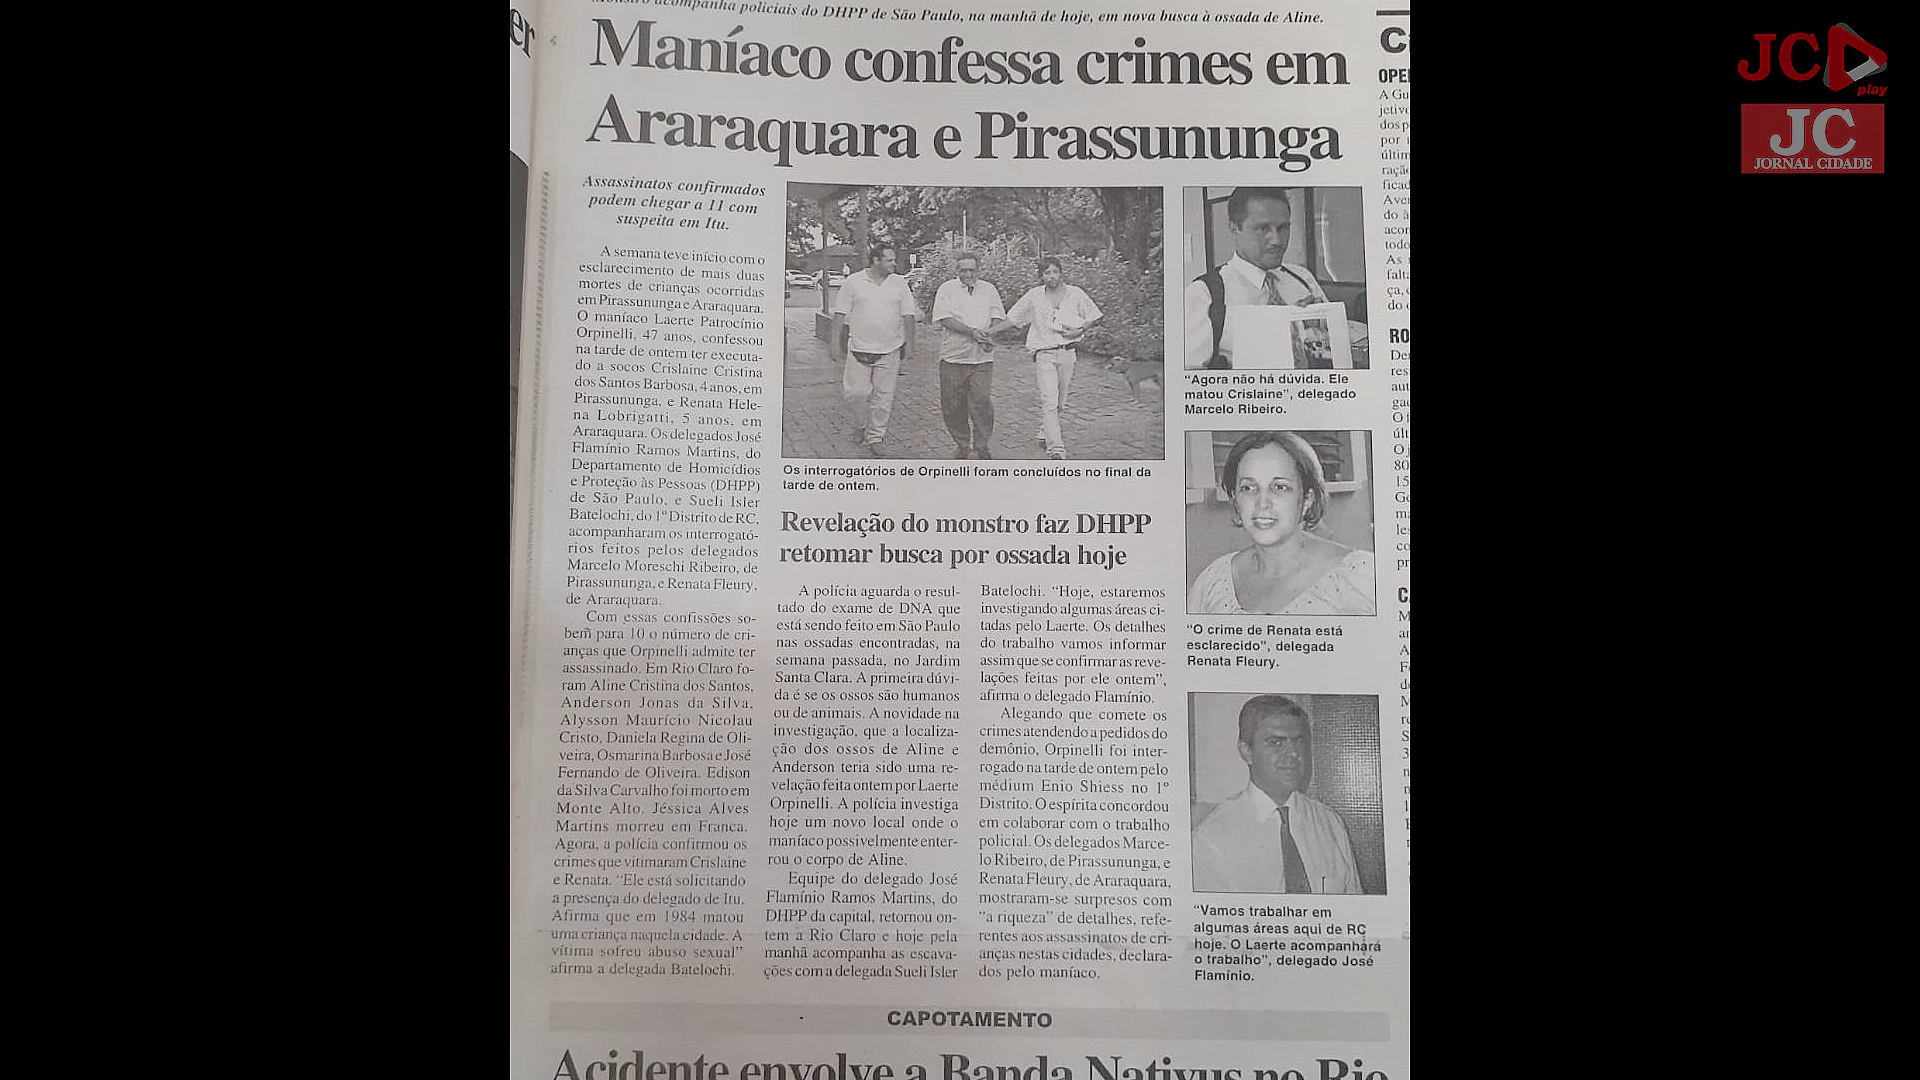 Monstro acompanha policiais do DHPP de São Paulo, na manhã de hoje, em nova busca à ossada de Aline.
er
Maníaco confessa crimes em
Araraquara e Pirassununga
Assassinatos confirmados
podem chegar a 11 com
suspeita em Itu.
A semana teve início com o
esclarecimento de mais duas
mortes de crianças ocorridas
em Pirassununga e Araraquara.
O maníaco Laerte Patrocínio
Orpinelli, 47 anos, confessou
na tarde de ontem ter executa-
do a socos Crislaine Cristina
dos Santos Barbosa, 4 anos, em
Pirassununga, e Renata Hele-
na Lobrigatti, 5 anos, em
Araraquara. Os delegados José
Flamínio Ramos Martins, do
Departamento de Homicídios
e Proteção às Pessoas (DHPP)
de São Paulo, e Sueli Isler
Batelochi, do 1º Distrito de RC,
acompanharam os interrogató-
rios feitos pelos delegados
Marcelo Moreschi Ribeiro, de
Pirassununga, e Renata Fleury,
de Araraquara.
Com essas confissões so-
bem para 10 o número de cri-
anças que Orpinelli admite ter
assassinado. Em Rio Claro fo-
ram Aline Cristina dos Santos,
Anderson Jonas da Silva,
Alysson Maurício Nicolau
Cristo, Daniela Regina de Oli-
veira, Osmarina Barbosa e José
Fernando de Oliveira. Edison
da Silva Carvalho foi morto em
Monte Alto. Jéssica Alves
Martins morreu em Franca.
Agora, a polícia confirmou os
crimes que vitimaram Crislaine
e Renata. "Ele está solicitando
a presença do delegado de Itu.
Afirma que em 1984 matou
uma criança naquela cidade. A
vítima sofreu abuso sexual"
afirma a delegada Batelochi.
Os interrogatórios de Orpinelli foram concluídos no final da
tarde de ontem.
Revelação do monstro faz DHPP
retomar busca por ossada hoje
A polícia aguarda o resul-
tado do exame de DNA que
está sendo feito em São Paulo
nas ossadas encontradas, na
semana passada, no Jardim
Santa Clara. A primeira dúvi-
da é se os ossos são humanos
ou de animais. A novidade na
investigação, que a localiza-
ção dos ossos de Aline e
Anderson teria sido uma re-
velação feita ontem por Laerte
Orpinelli. A polícia investiga
hoje um novo local onde o
maníaco possivelmente enter-
rou o corpo de Aline.
Equipe do delegado José
Flamínio Ramos Martins, do
DHPP da capital, retornou on-
tem a Rio Claro e hoje pela
manhã acompanha as escava-
ções com a delegada Sueli Isler
Batelochi. "Hoje, estaremos
investigando algumas áreas ci-
tadas pelo Laerte. Os detalhes
do trabalho vamos informar
assim que se confirmar as reve-
lações feitas por ele ontem",
afirma o delegado Flamínio.
Alegando que comete os
crimes atendendo a pedidos do
demônio, Orpinelli foi inter-
rogado na tarde de ontem pelo
médium Enio Shiess no 1º
Distrito. O espírita concordou
em colaborar com o trabalho
policial. Os delegados Marce-
lo Ribeiro, de Pirassununga, e
Renata Fleury, de Araraquara,
mostraram-se surpresos com
"a riqueza" de detalhes, refe-
rentes aos assassinatos de cri-
anças nestas cidades, declara-
dos pelo maníaco.
"Agora não há dúvida. Ele
matou Crislaine", delegado
Marcelo Ribeiro.
"O crime de Renata está
esclarecido", delegada
Renata Fleury.
"Vamos trabalhar em
algumas áreas aqui de RC
hoje. O Laerte acompanhará
o trabalho", delegado José
Flamínio.
CAPOTAMENTO
Acidente envolve a Banda Nativus no Rio
JC
play
JC
JORNAL CIDADE